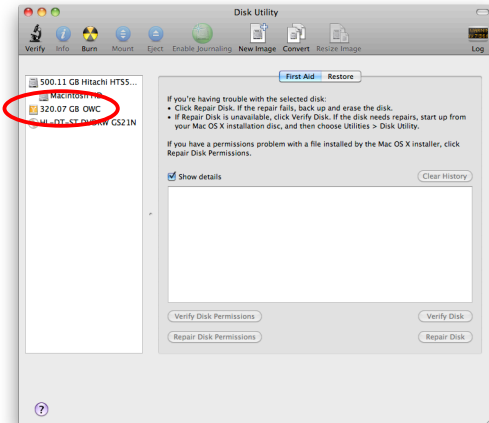 Disk Utility
Verify Info Burn Mount Eject Enable Journaling New Image Convert Resize Image Log
First Aid Restore
500.11 GB Hitachi HTS5...
Macintosh HD
320.07 GB OWC
HL-DT-ST DVDRW GS21N
If you're having trouble with the selected disk:
• Click Repair Disk. If the repair fails, back up and erase the disk.
• If Repair Disk is unavailable, click Verify Disk. If the disk needs repairs, start up from
your Mac OS X installation disc, and then choose Utilities > Disk Utility.
If you have a permissions problem with a file installed by the Mac OS X installer, click
Repair Disk Permissions.
Show details
Clear History
Verify Disk Permissions
Verify Disk
Repair Disk Permissions
Repair Disk
?